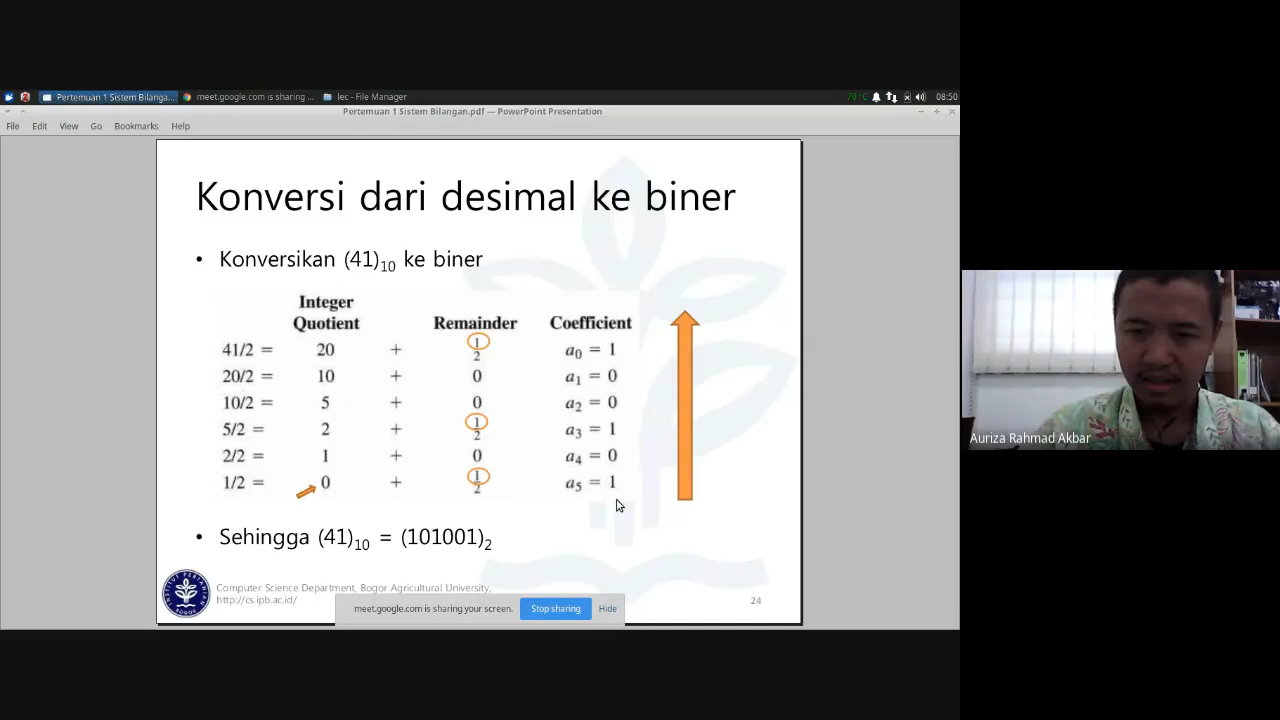 Pertemuan 1 Sistem Bilanga...
meet.google.com is sharing ...
lec - File Manager
70 °C
08:50
Pertemuan 1 Sistem Bilangan.pdf — PowerPoint Presentation
File Edit View Go Bookmarks Help
Konversi dari desimal ke biner
• Konversikan (41)₁₀ ke biner
Integer
Quotient Remainder Coefficient
41/2 = 20 + 1/2 a₀ = 1
20/2 = 10 + 0 a₁ = 0
10/2 = 5 + 0 a₂ = 0
5/2 = 2 + 1/2 a₃ = 1
2/2 = 1 + 0 a₄ = 0
1/2 = 0 + 1/2 a₅ = 1
• Sehingga (41)₁₀ = (101001)₂
INSTITUT PERTANIAN
BOGOR
Computer Science Department, Bogor Agricultural University,
http://cs.ipb.ac.id/
24
meet.google.com is sharing your screen. Stop sharing Hide
Auriza Rahmad Akbar